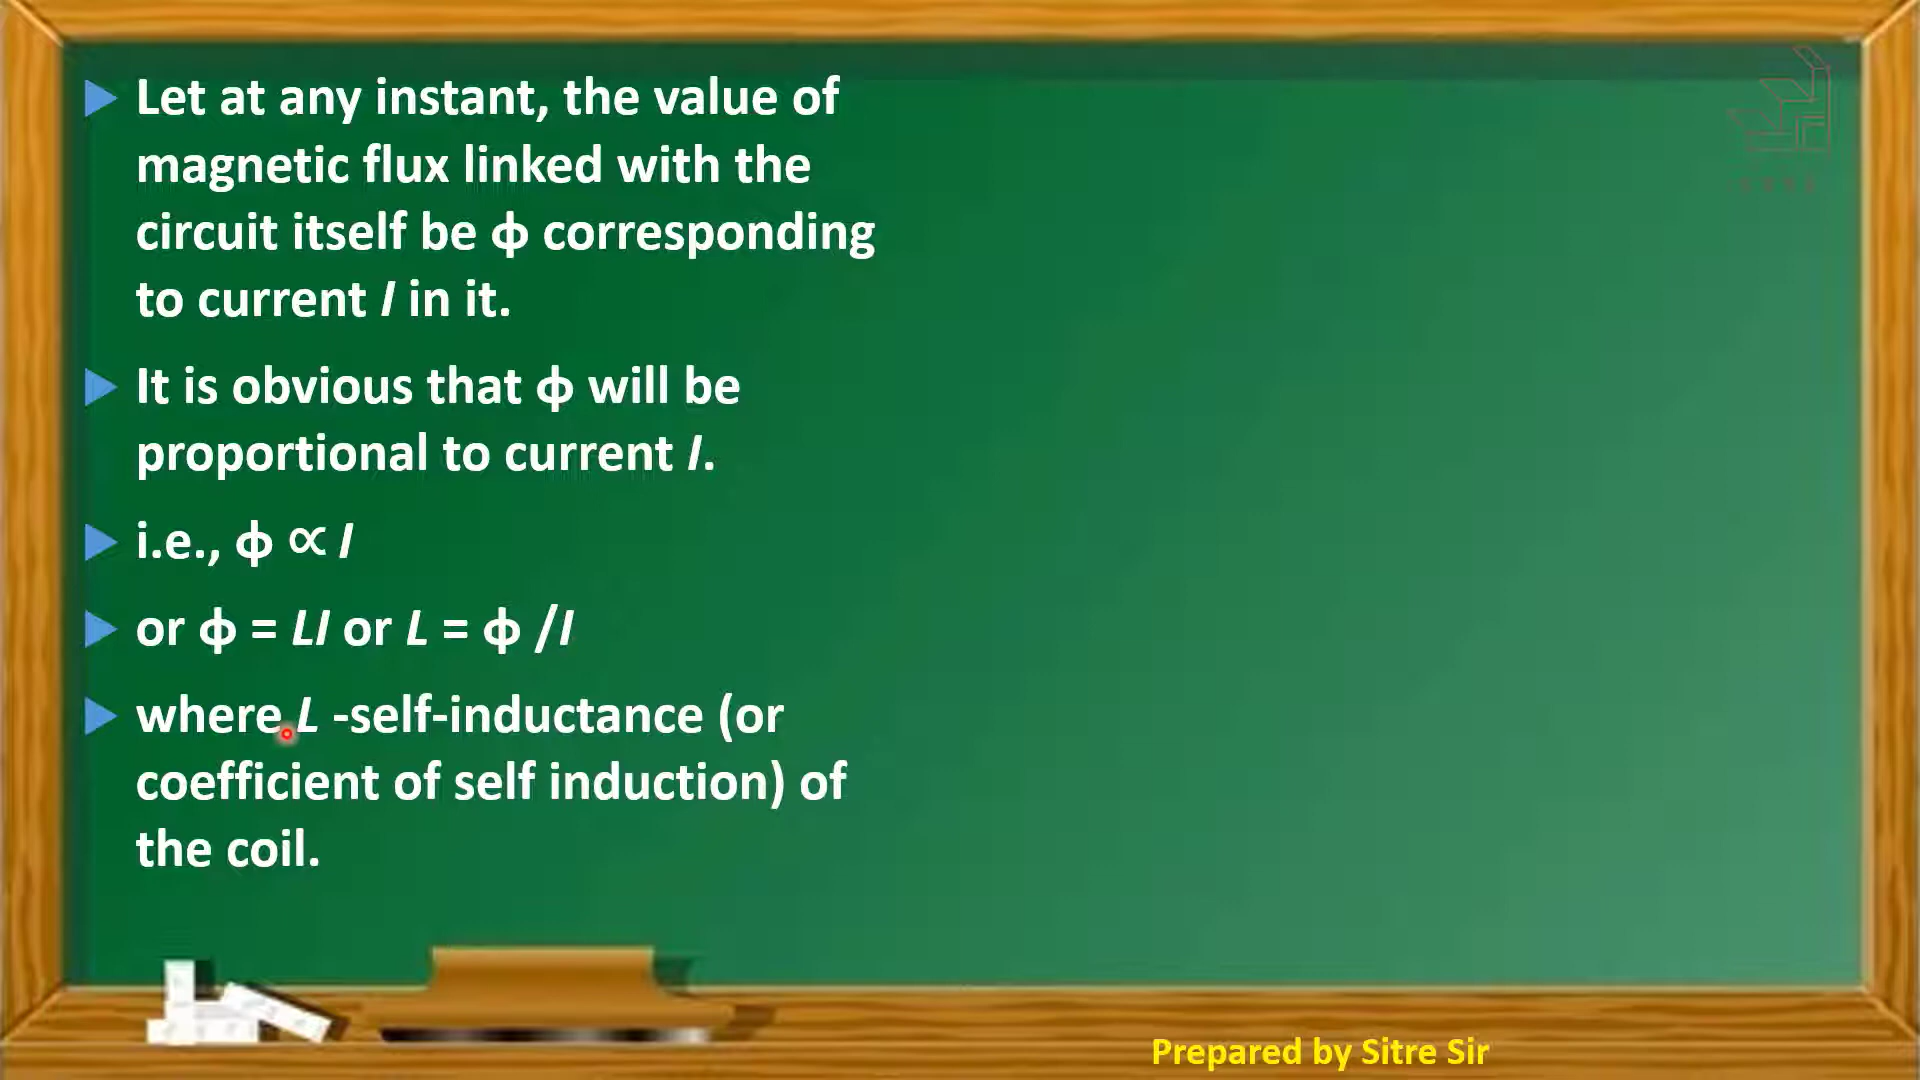 Let at any instant, the value of
magnetic flux linked with the
circuit itself be ϕ corresponding
to current I in it.
It is obvious that ϕ will be
proportional to current I.
i.e., ϕ ∝ I
or ϕ = LI or L = ϕ /I
where L -self-inductance (or
coefficient of self induction) of
the coil.
Prepared by Sitre Sir